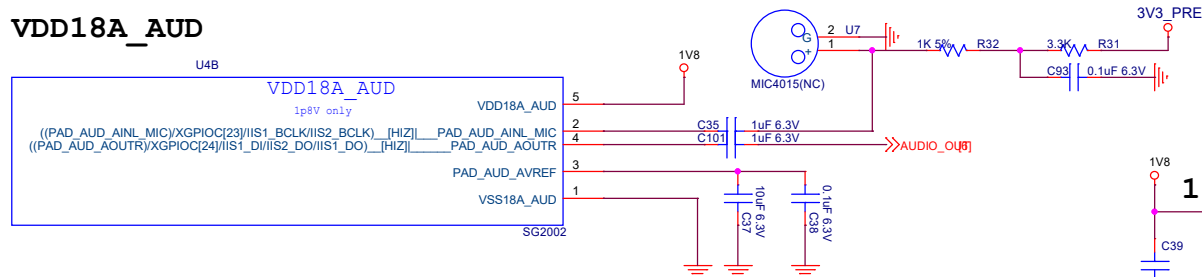 VDD18A_AUD
3V3_PRE
U4B
1V8
G
+
2 U7
1
MIC4015(NC)
1K 5% R32
3.3K R31
C93 0.1uF 6.3V
VDD18A_AUD
1p8V only
VDD18A_AUD 5
((PAD_AUD_AINL_MIC)/XGPIOC[23]/IIS1_BCLK/IIS2_BCLK)__[HIZ]|___PAD_AUD_AINL_MIC 2
((PAD_AUD_AOUTR)/XGPIOC[24]/IIS1_DI/IIS2_DO/IIS1_DO)__[HIZ]|______PAD_AUD_AOUTR 4
C35 1uF 6.3V
C101 1uF 6.3V
PAD_AUD_AVREF 3
VSS18A_AUD 1
SG2002
10uF 6.3V
C37
0.1uF 6.3V
C38
1V8
1
C39